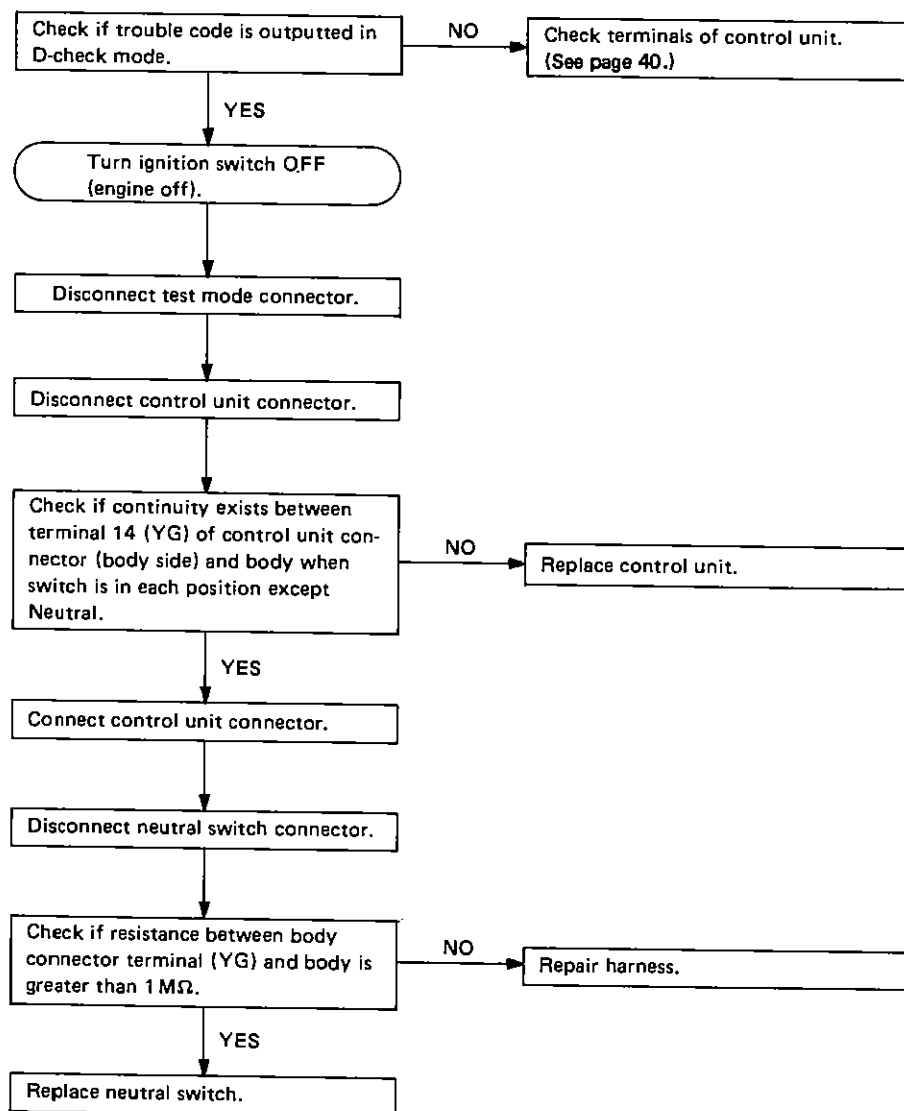 Check if trouble code is outputted in
D-check mode.
NO
Check terminals of control unit.
(See page 40.)
YES
Turn ignition switch OFF
(engine off).
Disconnect test mode connector.
Disconnect control unit connector.
Check if continuity exists between
terminal 14 (YG) of control unit con-
nector (body side) and body when
switch is in each position except
Neutral.
NO
Replace control unit.
YES
Connect control unit connector.
Disconnect neutral switch connector.
Check if resistance between body
connector terminal (YG) and body is
greater than 1 MΩ.
NO
Repair harness.
YES
Replace neutral switch.